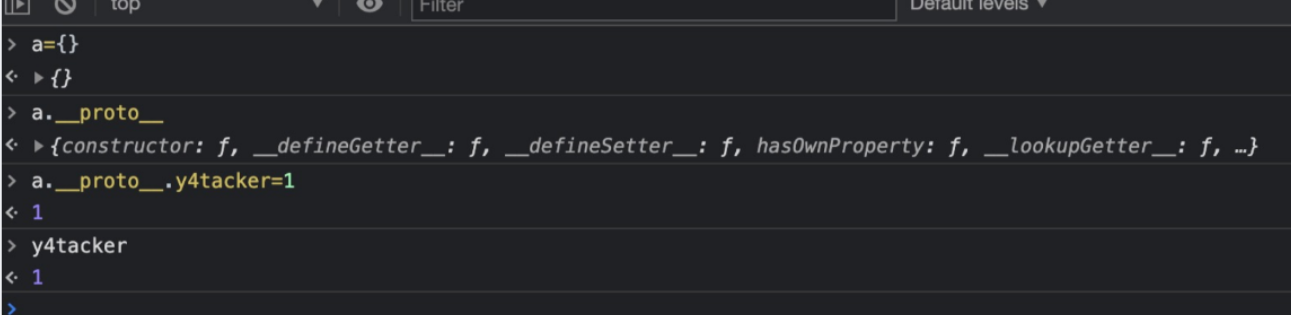 top Filter Default levels ▼
> a={}
<· ▶{}
> a.__proto__
<· ▶{constructor: ƒ, __defineGetter__: ƒ, __defineSetter__: ƒ, hasOwnProperty: ƒ, __lookupGetter__: ƒ, …}
> a.__proto__.y4tacker=1
<· 1
> y4tacker
<· 1
>